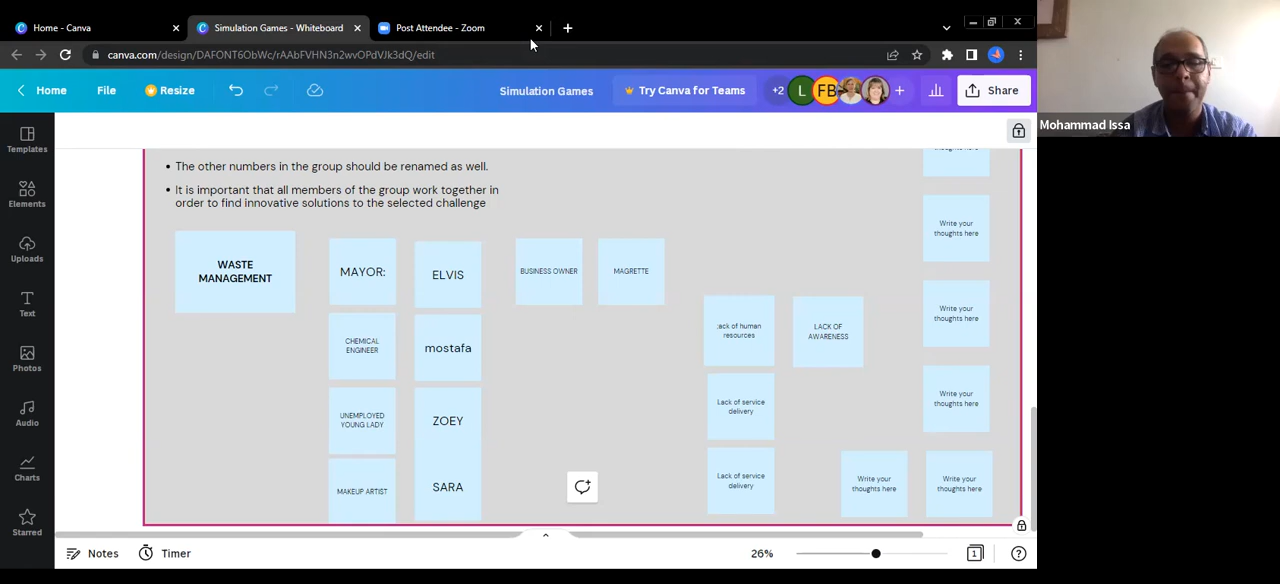 Home - Canva
Simulation Games - Whiteboard
Post Attendee - Zoom
canva.com/design/DAFONT6ObWc/rAAbFVHN3n2wvOPdVJk3dQ/edit
Home
File
Resize
Simulation Games
Try Canva for Teams
+2
L
FB
Share
Mohammad Issa
Templates
Elements
Uploads
Text
Photos
Audio
Charts
Starred
• The other numbers in the group should be renamed as well.
• It is important that all members of the group work together in
order to find innovative solutions to the selected challenge
WASTE
MANAGEMENT
MAYOR:
ELVIS
BUSINESS OWNER
MAGRETTE
CHEMICAL
ENGINEER
mostafa
UNEMPLOYED
YOUNG LADY
ZOEY
MAKEUP ARTIST
SARA
;ack of human
resources
LACK OF
AWARENESS
Lack of service
delivery
Lack of service
delivery
thoughts here
Write your
thoughts here
Write your
thoughts here
Write your
thoughts here
Write your
thoughts here
Write your
thoughts here
Notes
Timer
26%
1
?